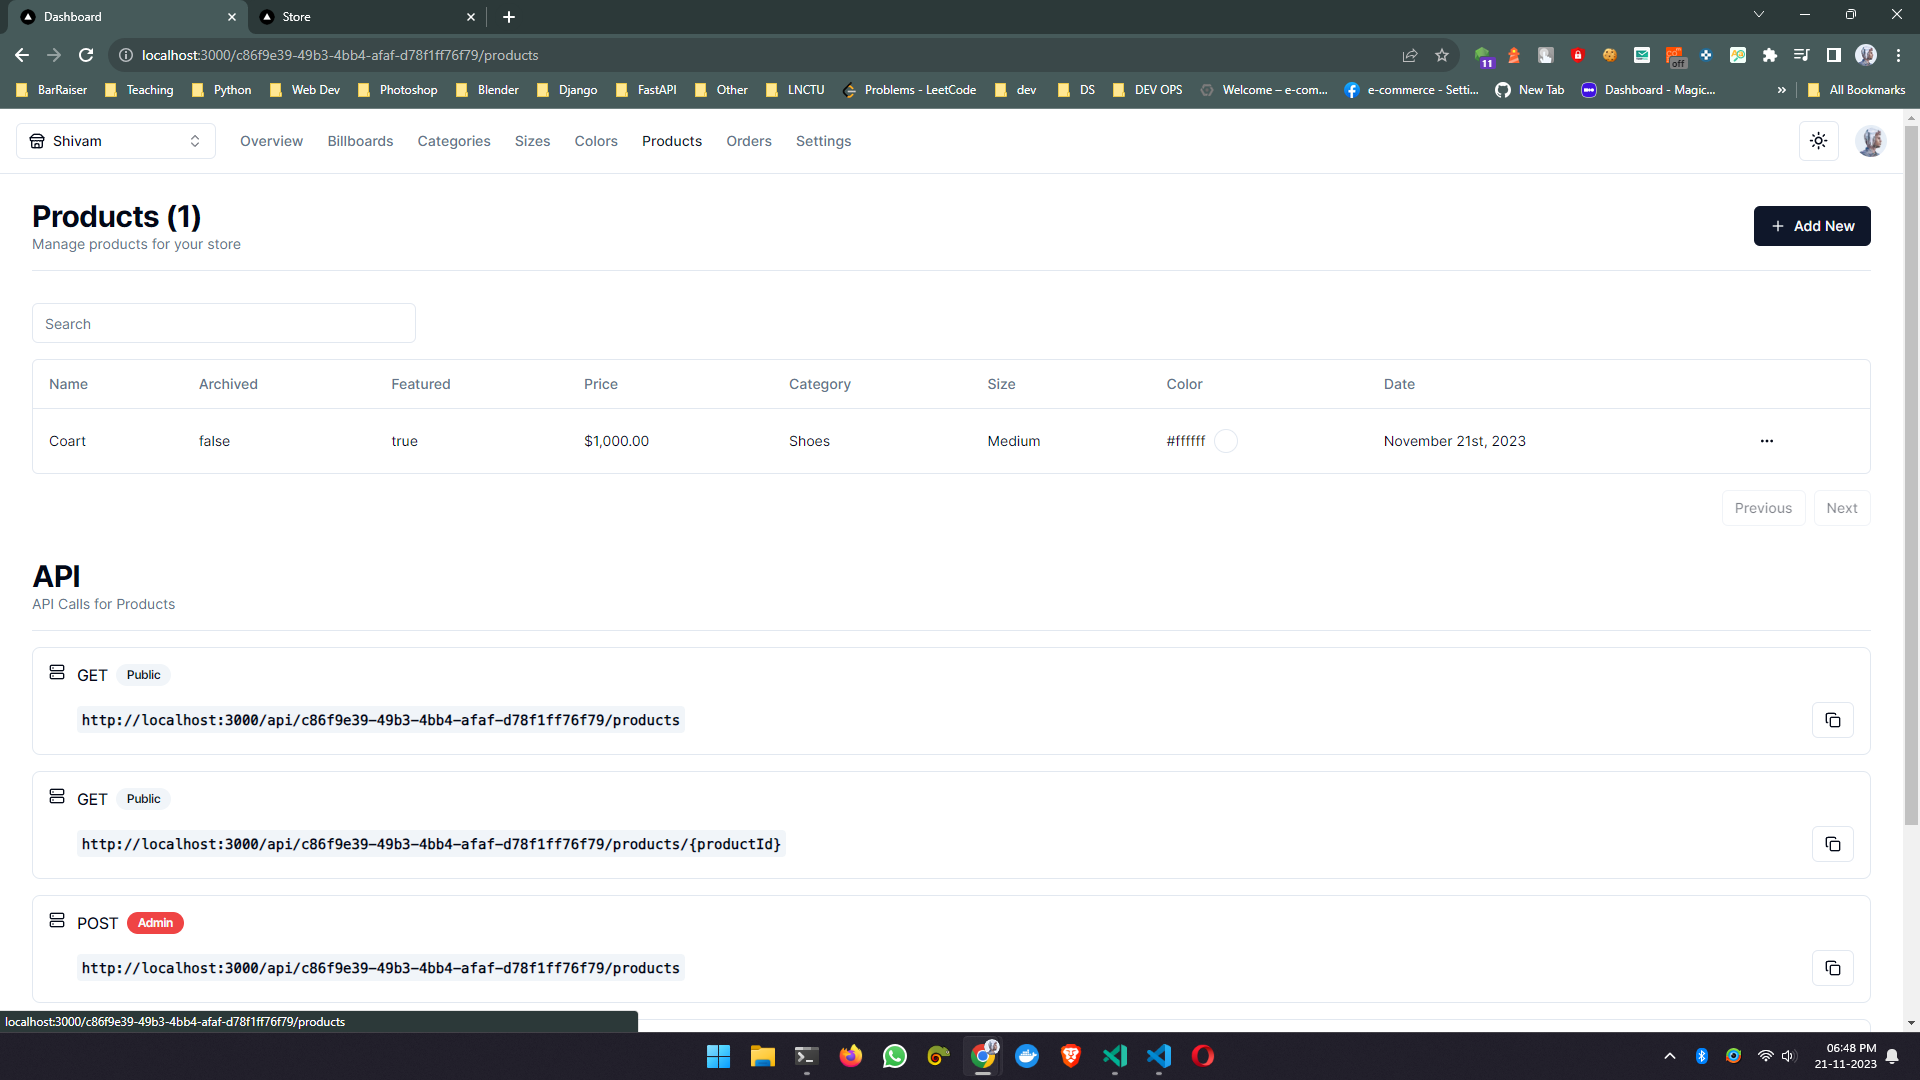 Dashboard
Store
localhost:3000/c86f9e39-49b3-4bb4-afaf-d78f1ff76f79/products
11
off
BarRaiser Teaching Python Web Dev Photoshop Blender Django FastAPI Other LNCTU Problems - LeetCode dev DS DEV OPS Welcome – e-com... e-commerce - Setti... New Tab Dashboard - Magic... » All Bookmarks
Shivam Overview Billboards Categories Sizes Colors Products Orders Settings
Products (1)
Manage products for your store
+ Add New
Search
Name Archived Featured Price Category Size Color Date
Coart false true $1,000.00 Shoes Medium #ffffff November 21st, 2023 ...
Previous Next
API
API Calls for Products
GET Public
http://localhost:3000/api/c86f9e39-49b3-4bb4-afaf-d78f1ff76f79/products
GET Public
http://localhost:3000/api/c86f9e39-49b3-4bb4-afaf-d78f1ff76f79/products/{productId}
POST Admin
http://localhost:3000/api/c86f9e39-49b3-4bb4-afaf-d78f1ff76f79/products
localhost:3000/c86f9e39-49b3-4bb4-afaf-d78f1ff76f79/products
06:48 PM
21-11-2023